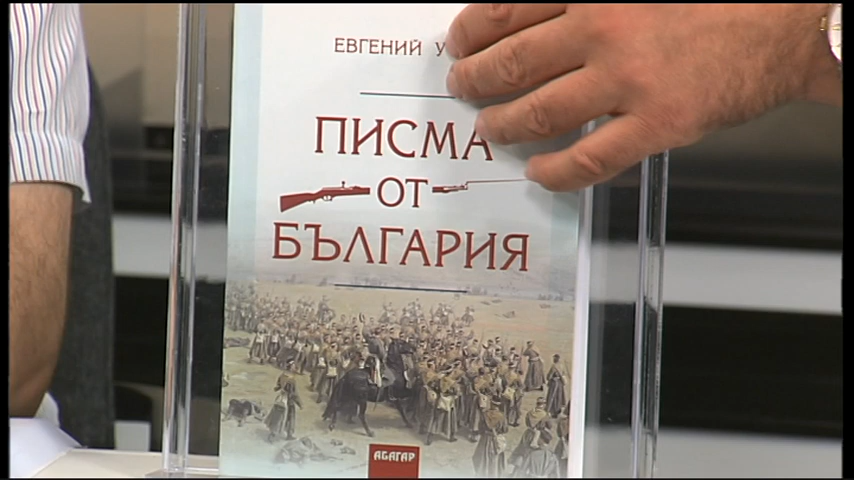 ЕВГЕНИЙ
ПИСМА
ОТ
БЪЛГАРИЯ
АБАГАР